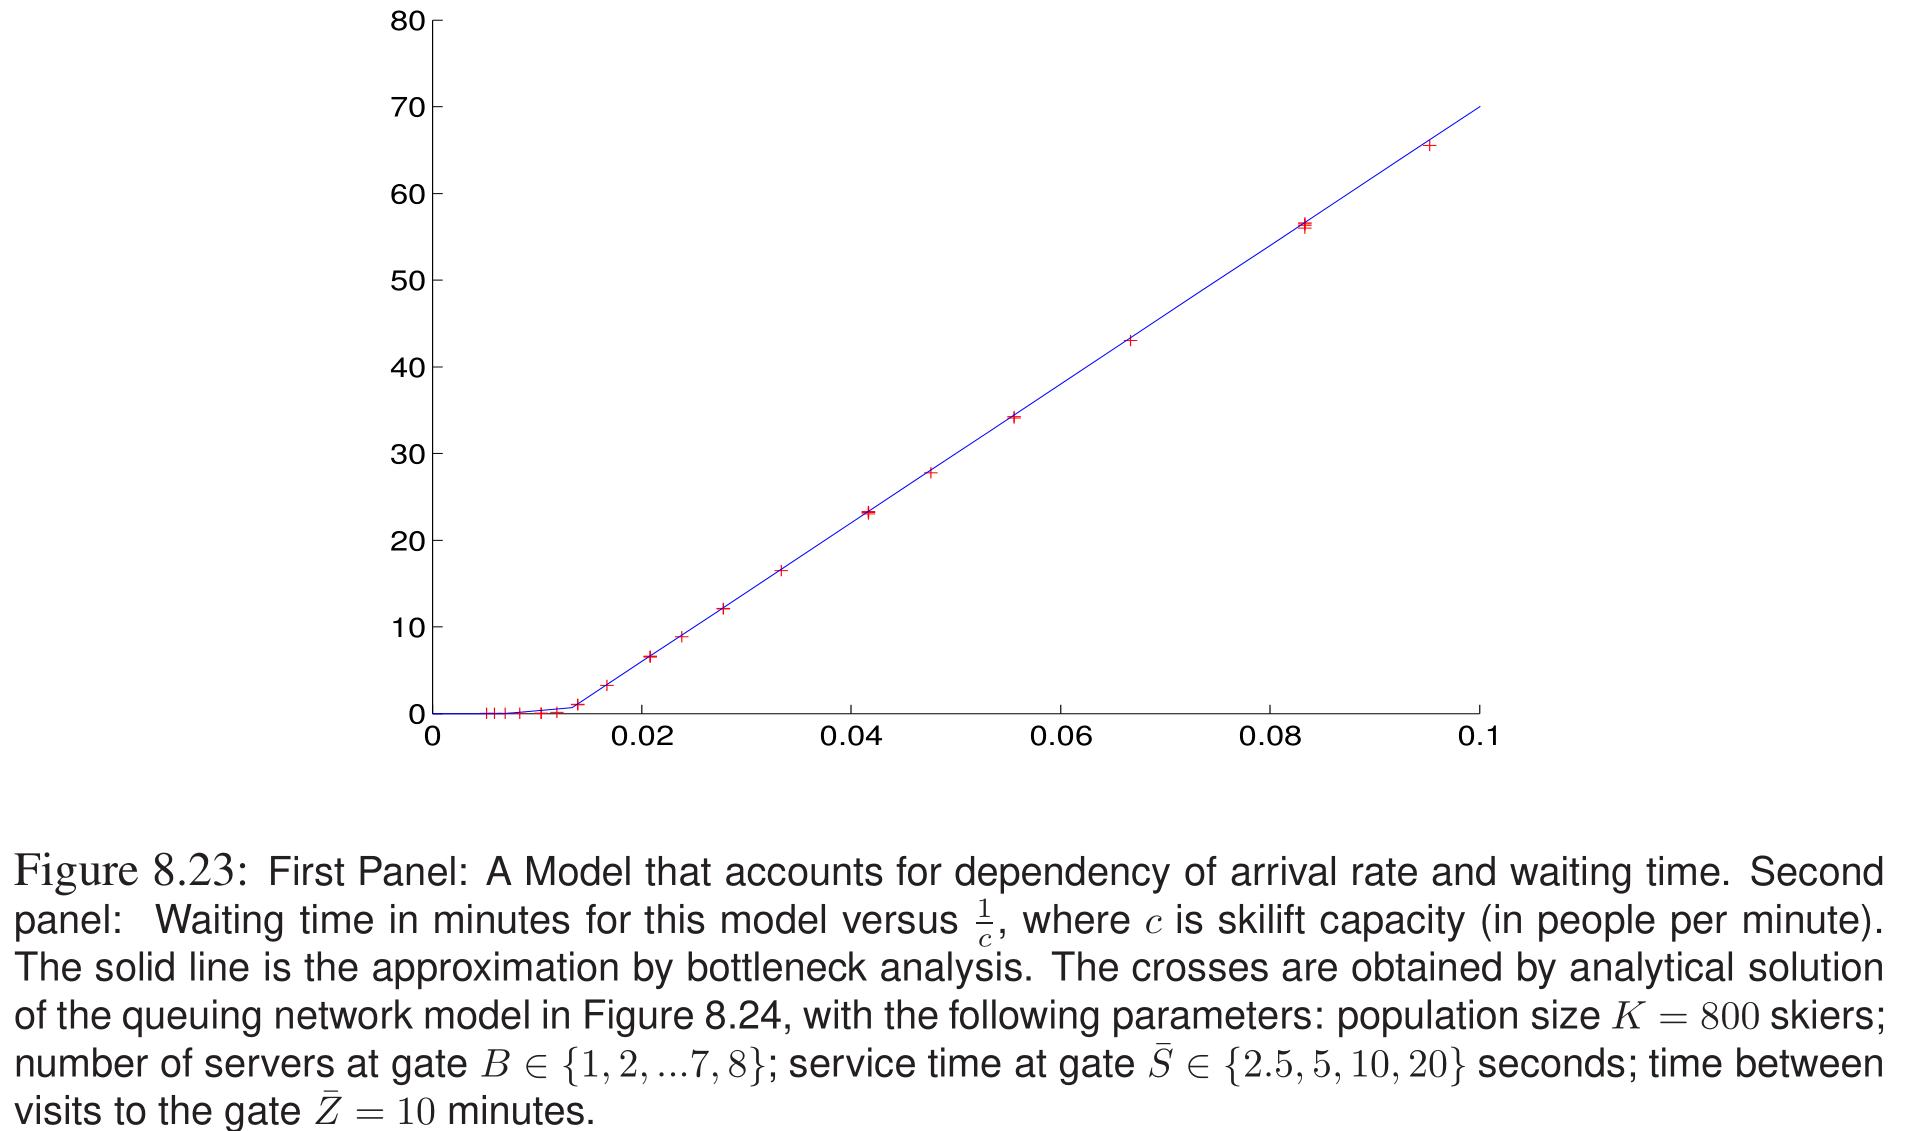 80
70
60
50
40
30
20
10
0
0 0.02 0.04 0.06 0.08 0.1
Figure 8.23: First Panel: A Model that accounts for dependency of arrival rate and waiting time. Second
panel: Waiting time in minutes for this model versus 1/c, where c is skilift capacity (in people per minute).
The solid line is the approximation by bottleneck analysis. The crosses are obtained by analytical solution
of the queuing network model in Figure 8.24, with the following parameters: population size K = 800 skiers;
number of servers at gate B ∈ {1, 2, ...7, 8}; service time at gate S̄ ∈ {2.5, 5, 10, 20} seconds; time between
visits to the gate Z̄ = 10 minutes.